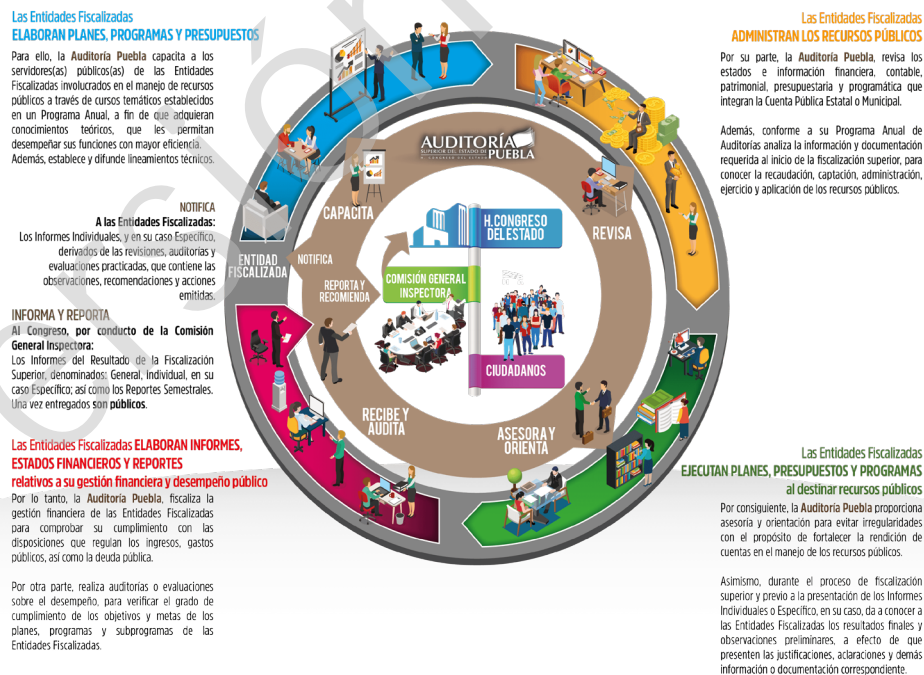 Las Entidades Fiscalizadas
ELABORAN PLANES, PROGRAMAS Y PRESUPUESTOS
Para ello, la Auditoría Puebla capacita a los
servidores(as) públicos(as) de las Entidades
Fiscalizadas involucrados en el manejo de recursos
públicos a través de cursos temáticos establecidos
en un Programa Anual, a fin de que adquieran
conocimientos teóricos, que les permitan
desempeñar sus funciones con mayor eficiencia.
Además, establece y difunde lineamientos técnicos.
NOTIFICA
A las Entidades Fiscalizadas:
Los Informes Individuales, y en su caso Específico,
derivados de las revisiones, auditorías y
evaluaciones practicadas, que contiene las
observaciones, recomendaciones y acciones
emitidas.
INFORMA Y REPORTA
Al Congreso, por conducto de la Comisión
General Inspectora:
Los Informes del Resultado de la Fiscalización
Superior, denominados: General, Individual, en su
caso Específico; así como los Reportes Semestrales.
Una vez entregados son públicos.
Las Entidades Fiscalizadas ELABORAN INFORMES,
ESTADOS FINANCIEROS Y REPORTES
relativos a su gestión financiera y desempeño público
Por lo tanto, la Auditoría Puebla, fiscaliza la
gestión financiera de las Entidades Fiscalizadas
para comprobar su cumplimiento con las
disposiciones que regulan los ingresos, gastos
públicos, así como la deuda pública.
Por otra parte, realiza auditorías o evaluaciones
sobre el desempeño, para verificar el grado de
cumplimiento de los objetivos y metas de los
planes, programas y subprogramas de las
Entidades Fiscalizadas.
AUDITORÍA
SUPERIOR DEL ESTADO DE PUEBLA
H. CONGRESO DEL ESTADO
CAPACITA
REVISA
H. CONGRESO
DEL ESTADO
ENTIDAD
FISCALIZADA
NOTIFICA
REPORTA Y
RECOMIENDA
COMISIÓN GENERAL
INSPECTORA
CIUDADANOS
RECIBE Y
AUDITA
ASESORA Y
ORIENTA
Las Entidades Fiscalizadas
ADMINISTRAN LOS RECURSOS PÚBLICOS
Por su parte, la Auditoría Puebla, revisa los
estados e información financiera, contable,
patrimonial, presupuestaria y programática que
integran la Cuenta Pública Estatal o Municipal.
Además, conforme a su Programa Anual de
Auditorías analiza la información y documentación
requerida al inicio de la fiscalización superior, para
conocer la recaudación, captación, administración,
ejercicio y aplicación de los recursos públicos.
Las Entidades Fiscalizadas
EJECUTAN PLANES, PRESUPUESTOS Y PROGRAMAS
al destinar recursos públicos
Por consiguiente, la Auditoría Puebla proporciona
asesoría y orientación para evitar irregularidades
con el propósito de fortalecer la rendición de
cuentas en el manejo de los recursos públicos.
Asimismo, durante el proceso de fiscalización
superior y previo a la presentación de los Informes
Individuales o Específico, en su caso, da a conocer a
las Entidades Fiscalizadas los resultados finales y
observaciones preliminares, a efecto de que
presenten las justificaciones, aclaraciones y demás
información o documentación correspondiente.